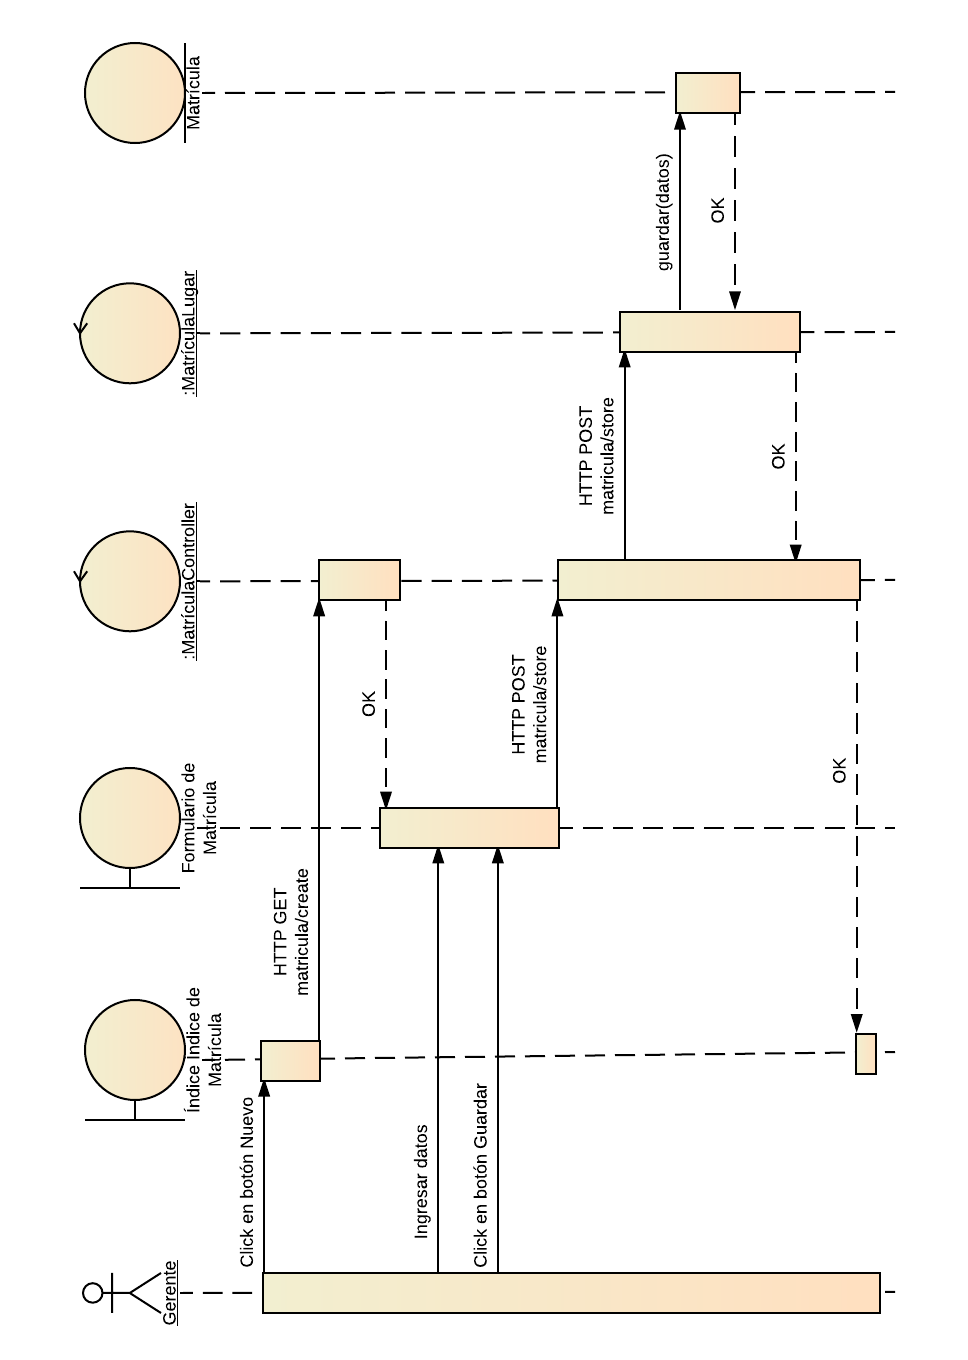 Gerente
Índice Indice de
Matrícula
Formulario de
Matrícula
:MatrículaController
:MatrículaLugar
Matrícula
Click en botón Nuevo
HTTP GET
matricula/create
OK
Ingresar datos
Click en botón Guardar
HTTP POST
matricula/store
HTTP POST
matricula/store
guardar(datos)
OK
OK
OK